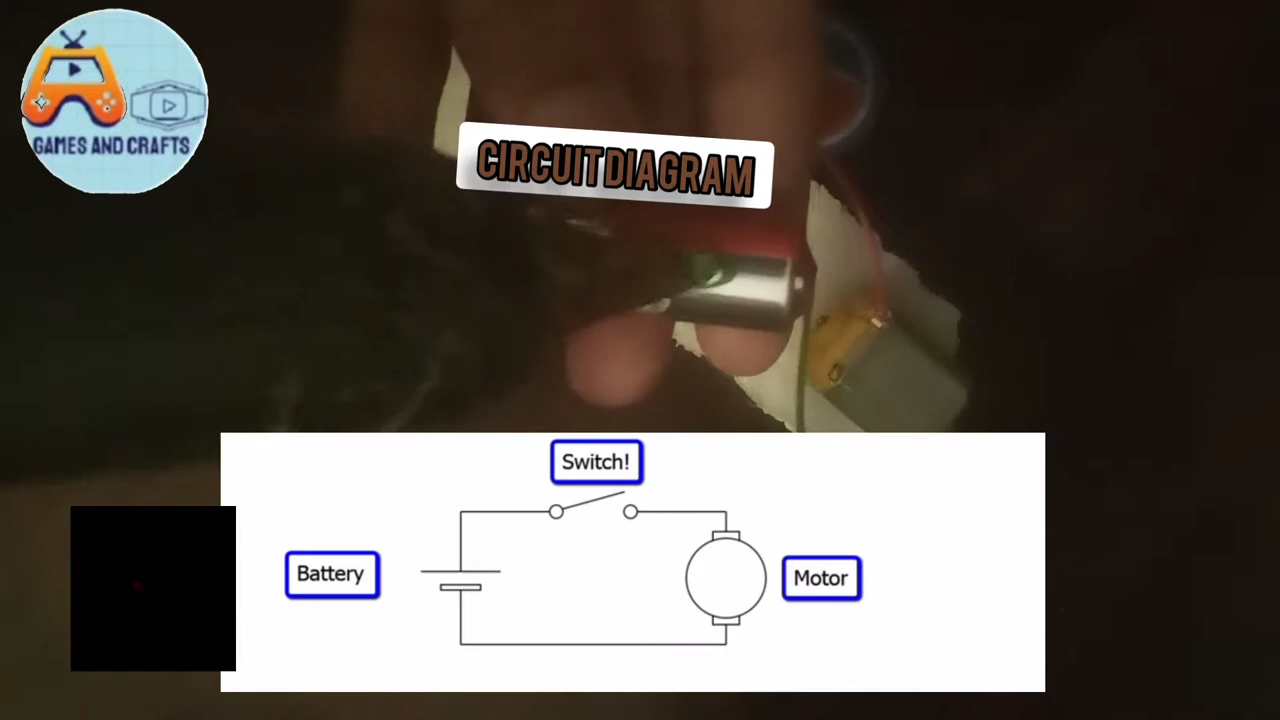 GAMES AND CRAFTS
CIRCUIT DIAGRAM
Switch!
Battery
Motor